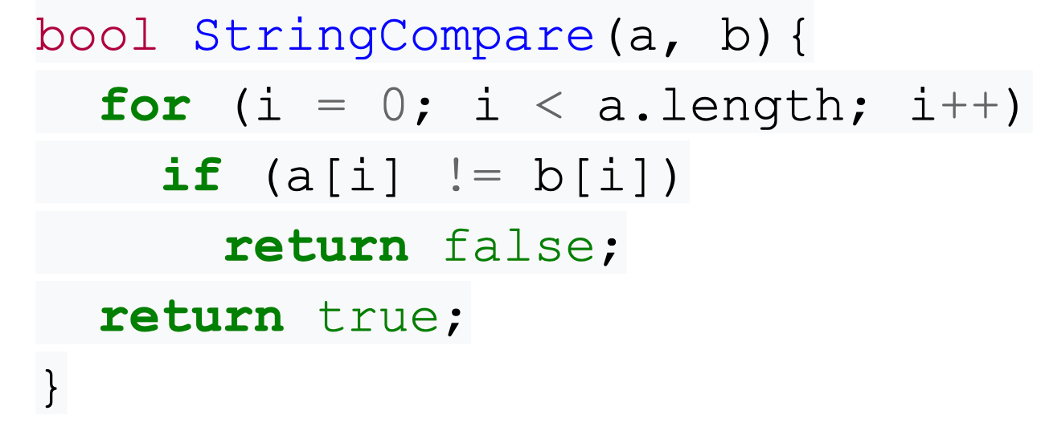 bool StringCompare(a, b){
  for (i = 0; i < a.length; i++)
    if (a[i] != b[i])
      return false;
  return true;
}